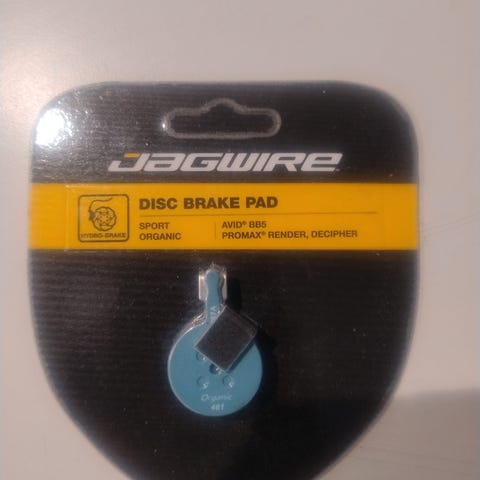 JAGWIRE
DISC BRAKE PAD
HYDRO-BRAKE
SPORT
ORGANIC
AVID® BB5
PROMAX® RENDER, DECIPHER
Organic
481